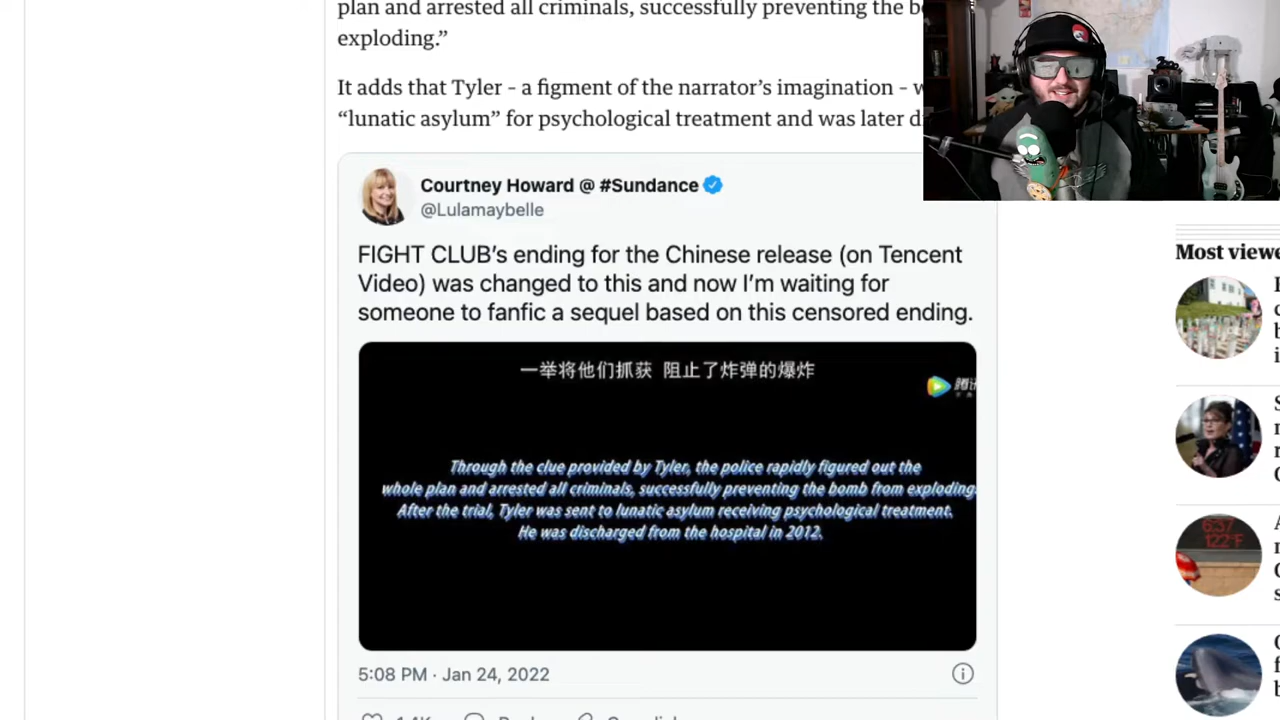 plan and arrested all criminals, successfully preventing the
exploding.”
It adds that Tyler - a figment of the narrator’s imagination -
“lunatic asylum” for psychological treatment and was later
Courtney Howard @ #Sundance
@Lulamaybelle
FIGHT CLUB’s ending for the Chinese release (on Tencent
Video) was changed to this and now I’m waiting for
someone to fanfic a sequel based on this censored ending.
一举将他们抓获 阻止了炸弹的爆炸
Through the clue provided by Tyler, the police rapidly figured out the
whole plan and arrested all criminals, successfully preventing the bomb from exploding.
After the trial, Tyler was sent to lunatic asylum receiving psychological treatment.
He was discharged from the hospital in 2012.
5:08 PM · Jan 24, 2022
Most